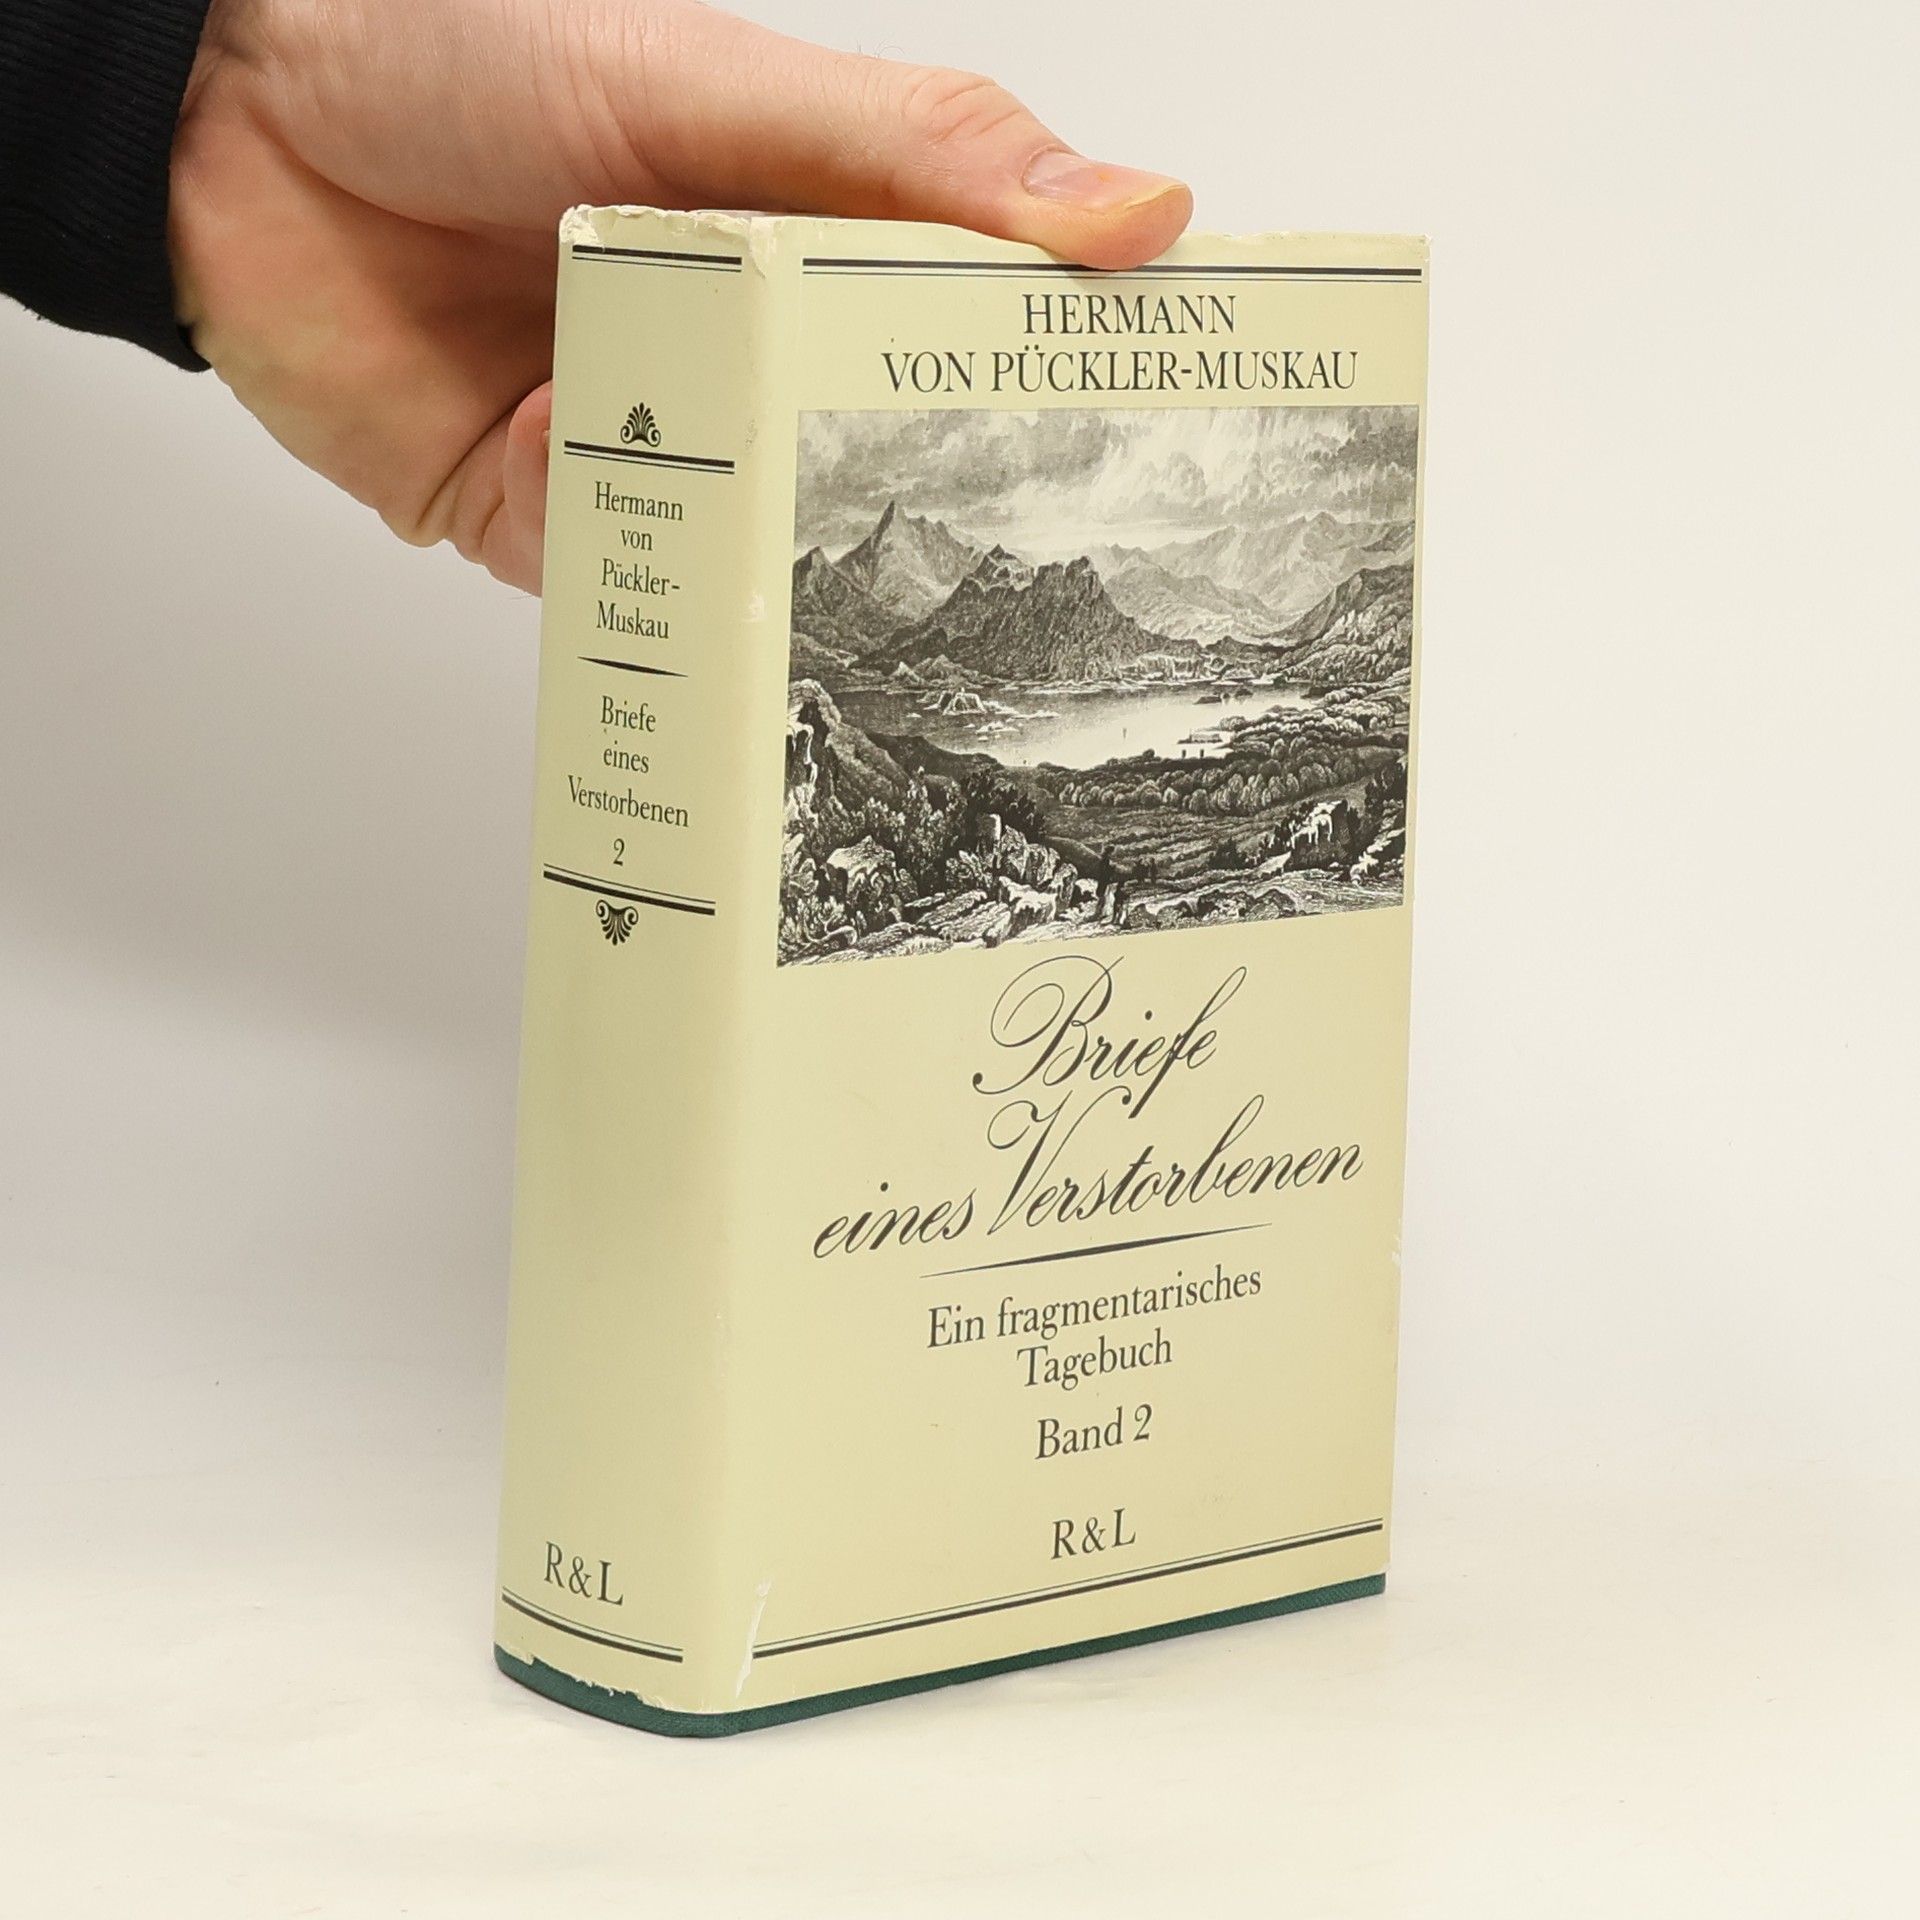 Hermann
von
Pückler-
Muskau
Briefe
eines
Verstorbenen
2
R&L
HERMANN
VON PÜCKLER-MUSKAU
Briefe
eines Verstorbenen
Ein fragmentarisches
Tagebuch
Band 2
R&L